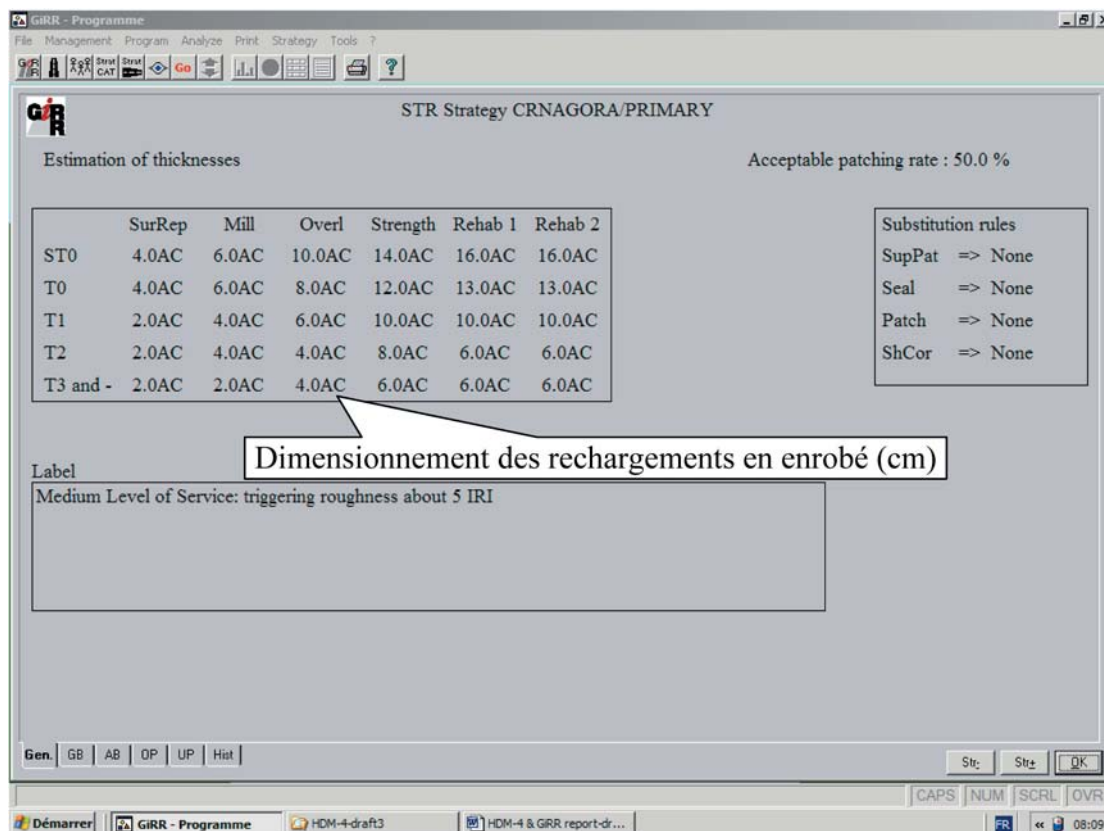 GiRR - Programme
File Management Program Analyze Print Strategy Tools ?
GiR R Strat CAT Strat Go ?
GiR R STR Strategy CRNAGORA/PRIMARY
Estimation of thicknesses Acceptable patching rate : 50.0 %
SurRep Mill Overl Strength Rehab 1 Rehab 2 Substitution rules
ST0 4.0AC 6.0AC 10.0AC 14.0AC 16.0AC 16.0AC SupPat => None
T0 4.0AC 6.0AC 8.0AC 12.0AC 13.0AC 13.0AC Seal => None
T1 2.0AC 4.0AC 6.0AC 10.0AC 10.0AC 10.0AC Patch => None
T2 2.0AC 4.0AC 4.0AC 8.0AC 6.0AC 6.0AC ShCor => None
T3 and - 2.0AC 2.0AC 4.0AC 6.0AC 6.0AC 6.0AC
Dimensionnement des rechargements en enrobé (cm)
Label
Medium Level of Service: triggering roughness about 5 IRI
Gen. GB AB OP UP Hist Str- Str+ OK
CAPS NUM SCRL OVR
Démarrer GiRR - Programme HDM-4-draft3 HDM-4 & GiRR report-dr... FR « 08:09